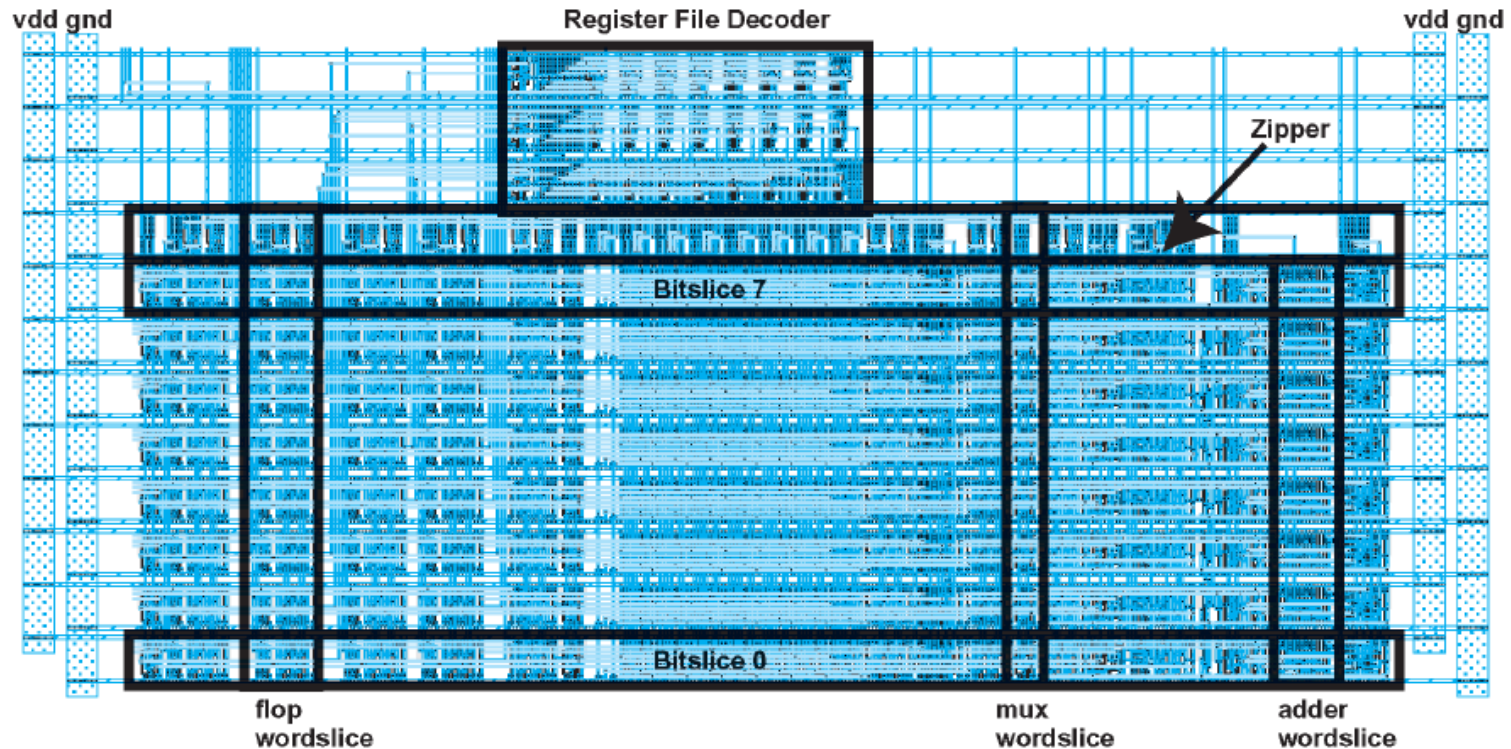 vdd gnd
Register File Decoder
vdd gnd
Zipper
Bitslice 7
Bitslice 0
flop
wordslice
mux
wordslice
adder
wordslice